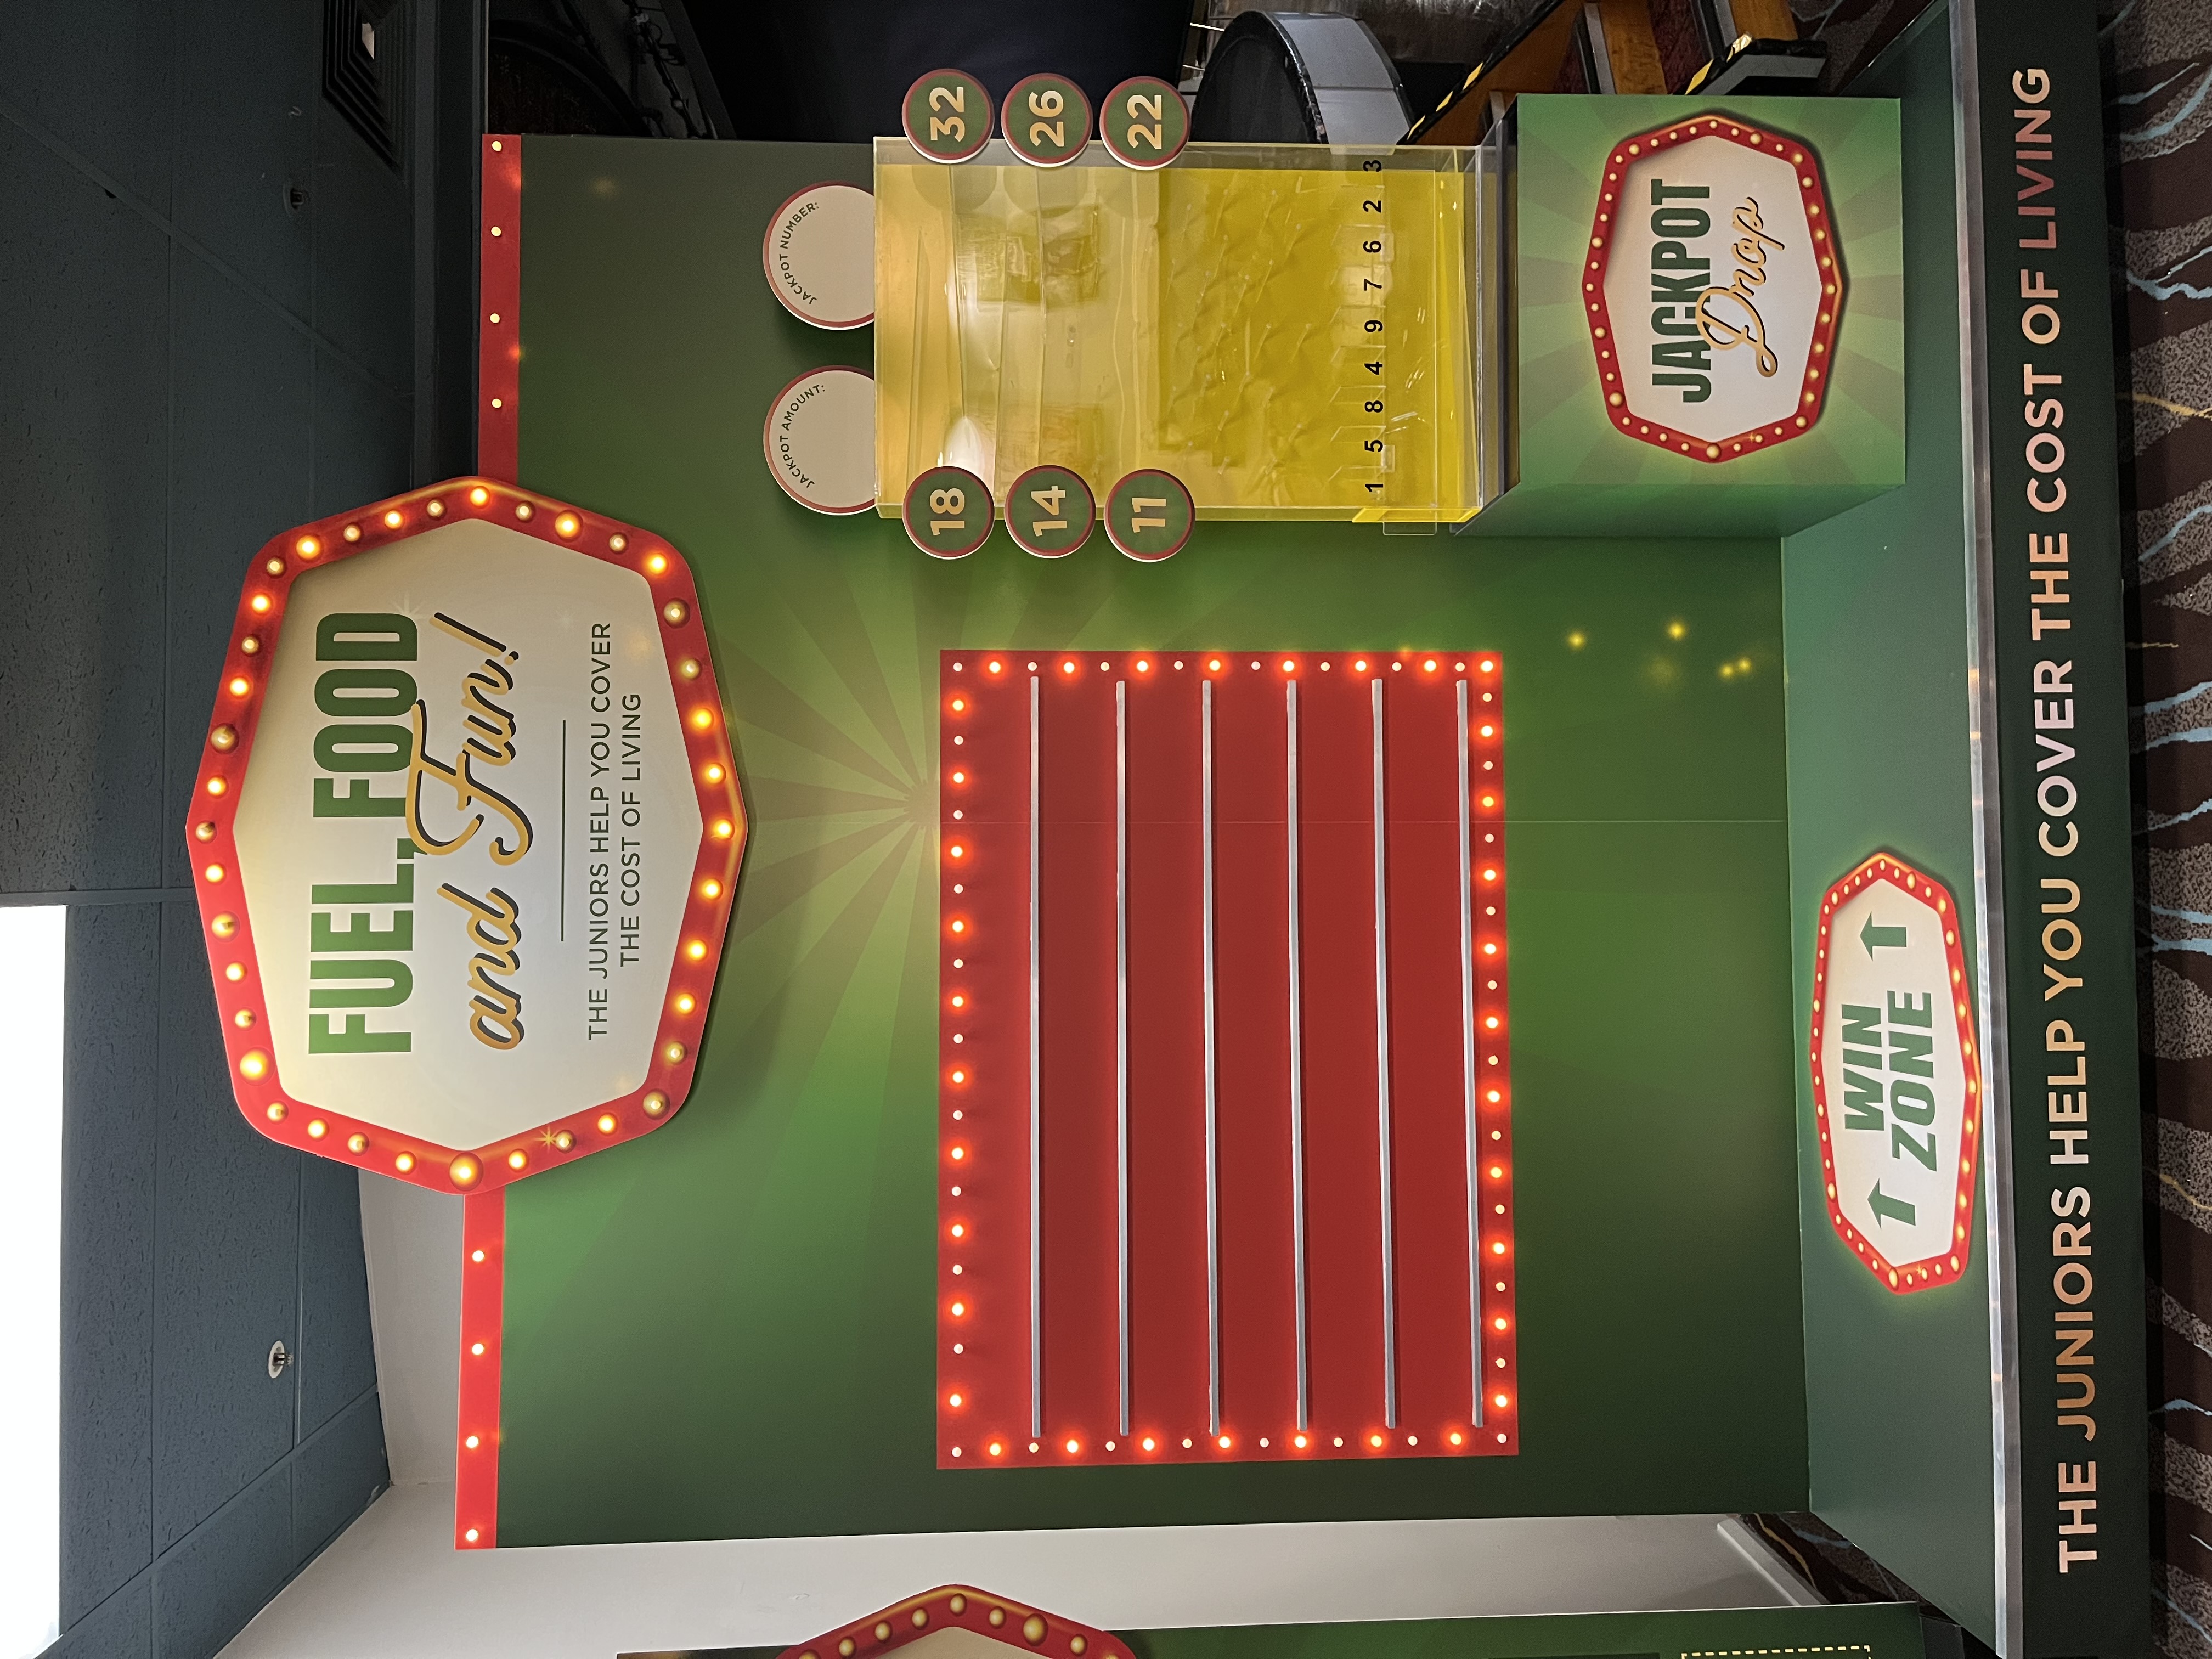 FUEL, FOOD
and Fun!
THE JUNIORS HELP YOU COVER
THE COST OF LIVING
JACKPOT AMOUNT:
JACKPOT NUMBER:
18
32
14
26
11
22
1 5 8 4 9 7 6 2 3
JACKPOT
Drop
WIN
ZONE
THE JUNIORS HELP YOU COVER THE COST OF LIVING